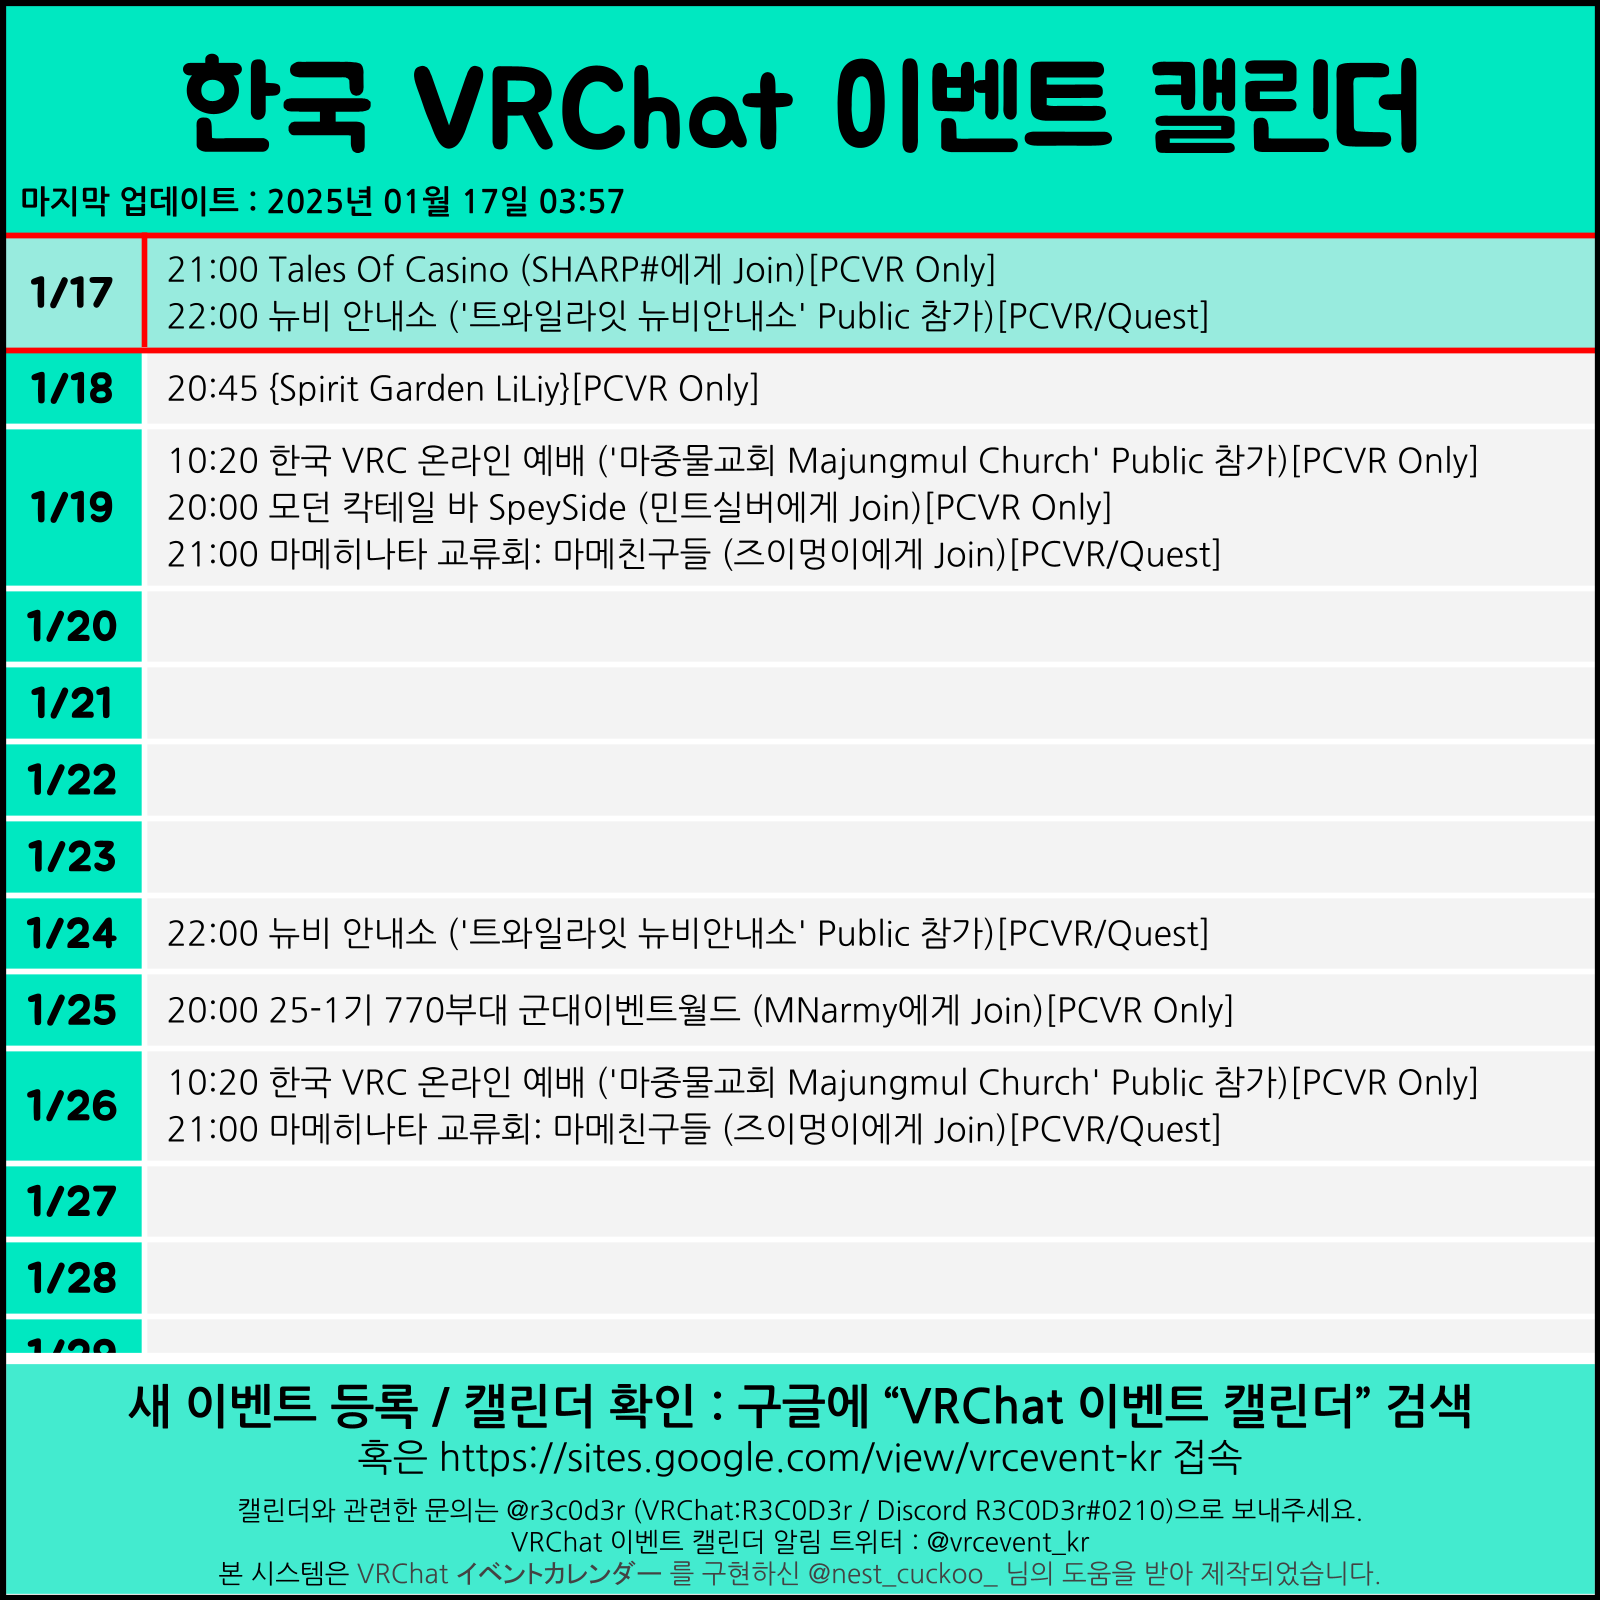 한국 VRChat 이벤트 캘린더
마지막 업데이트 : 2025년 01월 17일 03:57
1/17
21:00 Tales Of Casino (SHARP#에게 Join)[PCVR Only]
22:00 뉴비 안내소 ('트와일라잇 뉴비안내소' Public 참가)[PCVR/Quest]
1/18
20:45 {Spirit Garden LiLiy}[PCVR Only]
1/19
10:20 한국 VRC 온라인 예배 ('마중물교회 Majungmul Church' Public 참가)[PCVR Only]
20:00 모던 칵테일 바 SpeySide (민트실버에게 Join)[PCVR Only]
21:00 마메히나타 교류회: 마메친구들 (즈이멍이에게 Join)[PCVR/Quest]
1/20
1/21
1/22
1/23
1/24
22:00 뉴비 안내소 ('트와일라잇 뉴비안내소' Public 참가)[PCVR/Quest]
1/25
20:00 25-1기 770부대 군대이벤트월드 (MNarmy에게 Join)[PCVR Only]
1/26
10:20 한국 VRC 온라인 예배 ('마중물교회 Majungmul Church' Public 참가)[PCVR Only]
21:00 마메히나타 교류회: 마메친구들 (즈이멍이에게 Join)[PCVR/Quest]
1/27
1/28
1/29
새 이벤트 등록 / 캘린더 확인 : 구글에 “VRChat 이벤트 캘린더” 검색
혹은 https://sites.google.com/view/vrcevent-kr 접속
캘린더와 관련한 문의는 @r3c0d3r (VRChat:R3C0D3r / Discord R3C0D3r#0210)으로 보내주세요.
VRChat 이벤트 캘린더 알림 트위터 : @vrcevent_kr
본 시스템은 VRChat イベントカレンダー 를 구현하신 @nest_cuckoo_ 님의 도움을 받아 제작되었습니다.